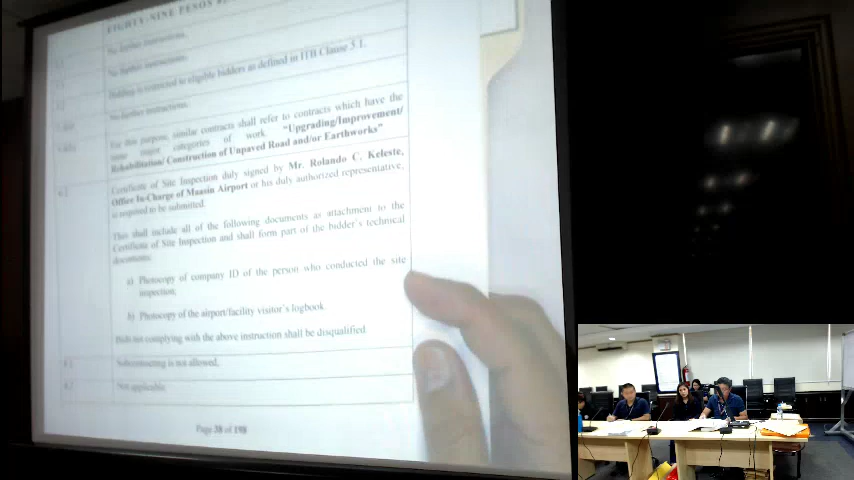 EIGHTY-NINE PESOS
No further instructions.
No further instructions.
Bidding is restricted to eligible bidders as defined in ITB Clause 5.1.
No further instructions.
For this purpose, similar contracts shall refer to contracts which have the
same major categories of work "Upgrading/Improvement/
Rehabilitation/ Construction of Unpaved Road and/or Earthworks"
Certificate of Site Inspection duly signed by Mr. Rolando C. Keleste,
Office In-Charge of Maasin Airport or his duly authorized representative,
is required to be submitted.
This shall include all of the following documents as attachment to the
Certificate of Site Inspection and shall form part of the bidder's technical
documents:
a) Photocopy of company ID of the person who conducted the site
inspection;
b) Photocopy of the airport/facility visitor's logbook
Bids not complying with the above instruction shall be disqualified
Subcontracting is not allowed.
Not applicable
Page 38 of 198